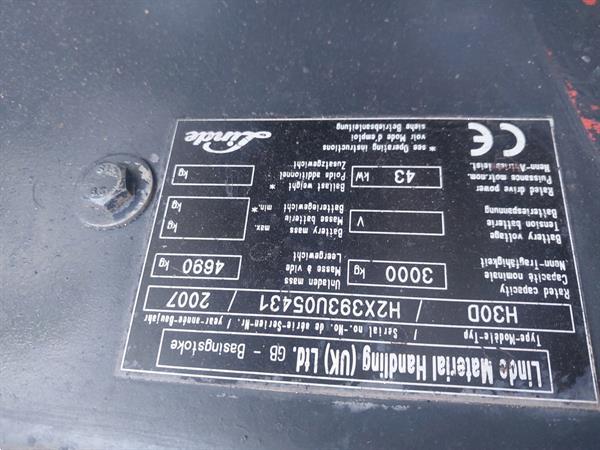 Linde Material Handling (UK) Ltd. GB - Basingstoke
Type-Modèle-Typ / Serial no.-No. de série-Serien-Nr. / year-année-Baujahr
H30D / H2X393U05431 / 2007
Rated capacity
Capacité nominale
Nenn-Tragfähigkeit
3000 kg
Unladen mass
Masse à vide
Leergewicht
4690 kg
Battery voltage
Tension batterie
Batteriespannung
V
Battery mass
Masse batterie
Batteriegewicht
max
min.*
kg
kg
Rated drive power
Puissance motr.nom.
Nenn-Antriebsleist.
43 kW
Ballast weight *
Poids additionnel
Zusatzgewicht
kg
CE
* see Operating instructions
voir Mode d'emploi
siehe Betriebsanleitung
Linde
8.8